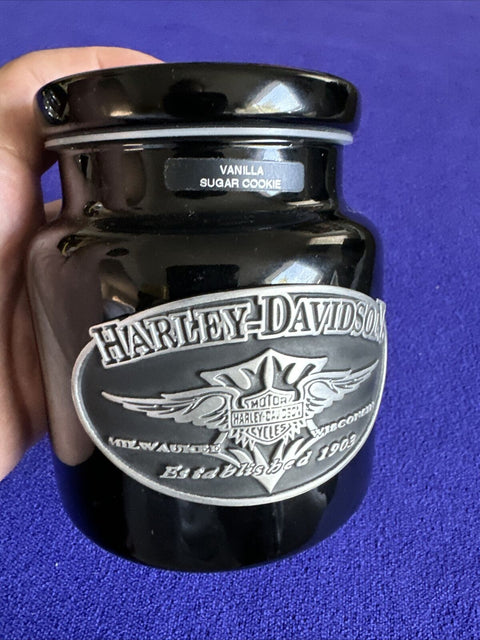 VANILLA
SUGAR COOKIE
HARLEY-DAVIDSON
MOTOR
HARLEY-DAVIDSON
CYCLES
MILWAUKEE WISCONSIN
Established 1903